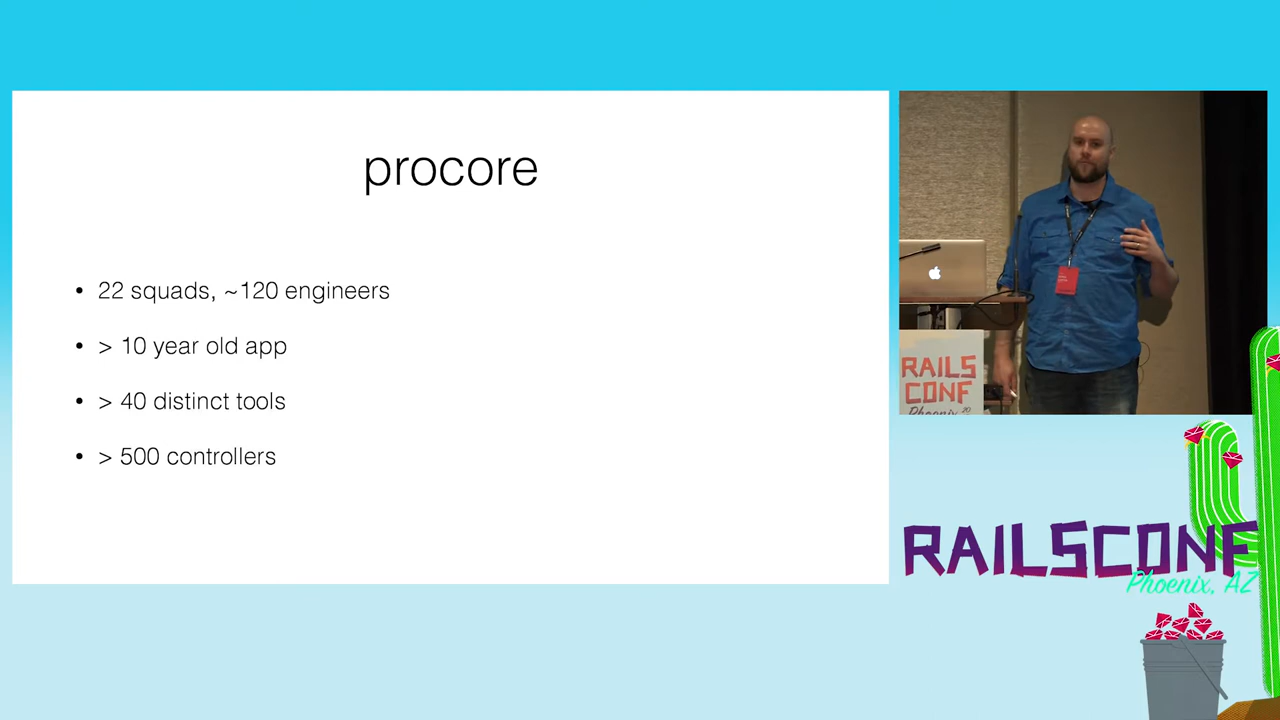 procore
• 22 squads, ~120 engineers
• > 10 year old app
• > 40 distinct tools
• > 500 controllers
RAILS
CONF
Phoenix
RAILSCONF
Phoenix, AZ